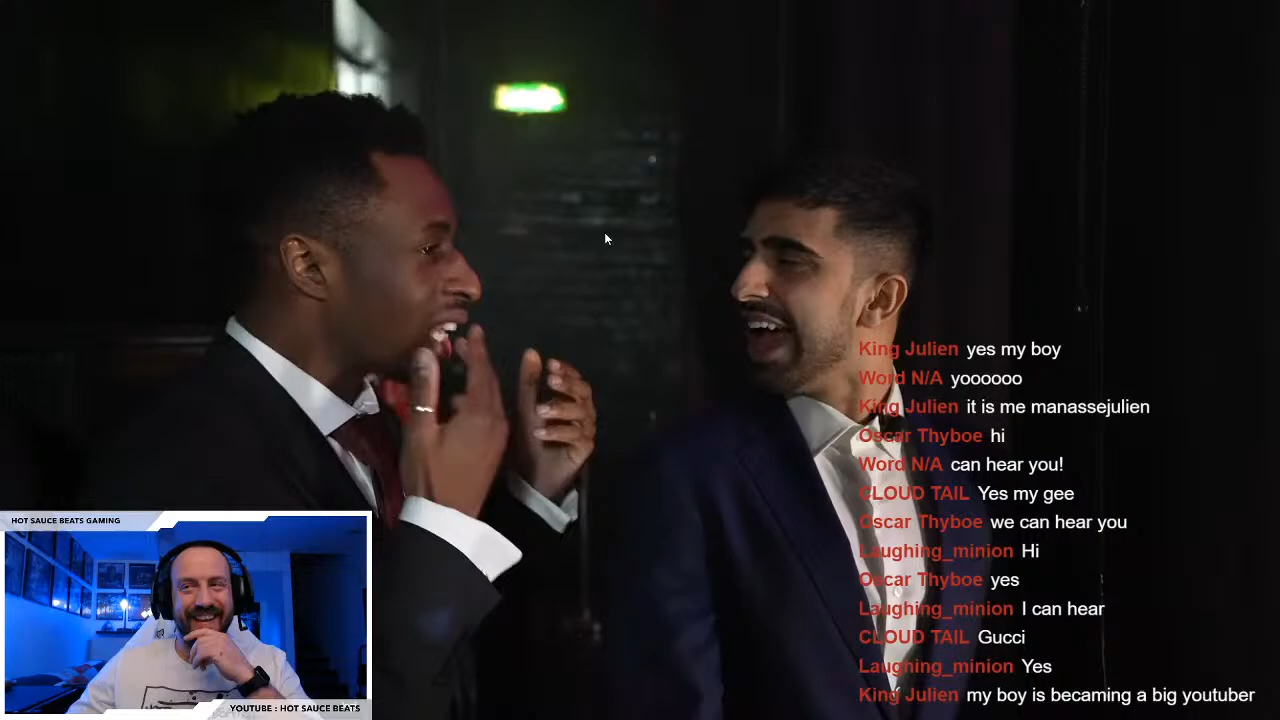 King Julien yes my boy
Word N/A yoooooo
King Julien it is me manassejulien
Oscar Thyboe hi
Word N/A can hear you!
CLOUD TAIL Yes my gee
Oscar Thyboe we can hear you
Laughing_minion Hi
Oscar Thyboe yes
Laughing_minion I can hear
CLOUD TAIL Gucci
Laughing_minion Yes
King Julien my boy is becaming a big youtuber
HOT SAUCE BEATS GAMING
YOUTUBE : HOT SAUCE BEATS